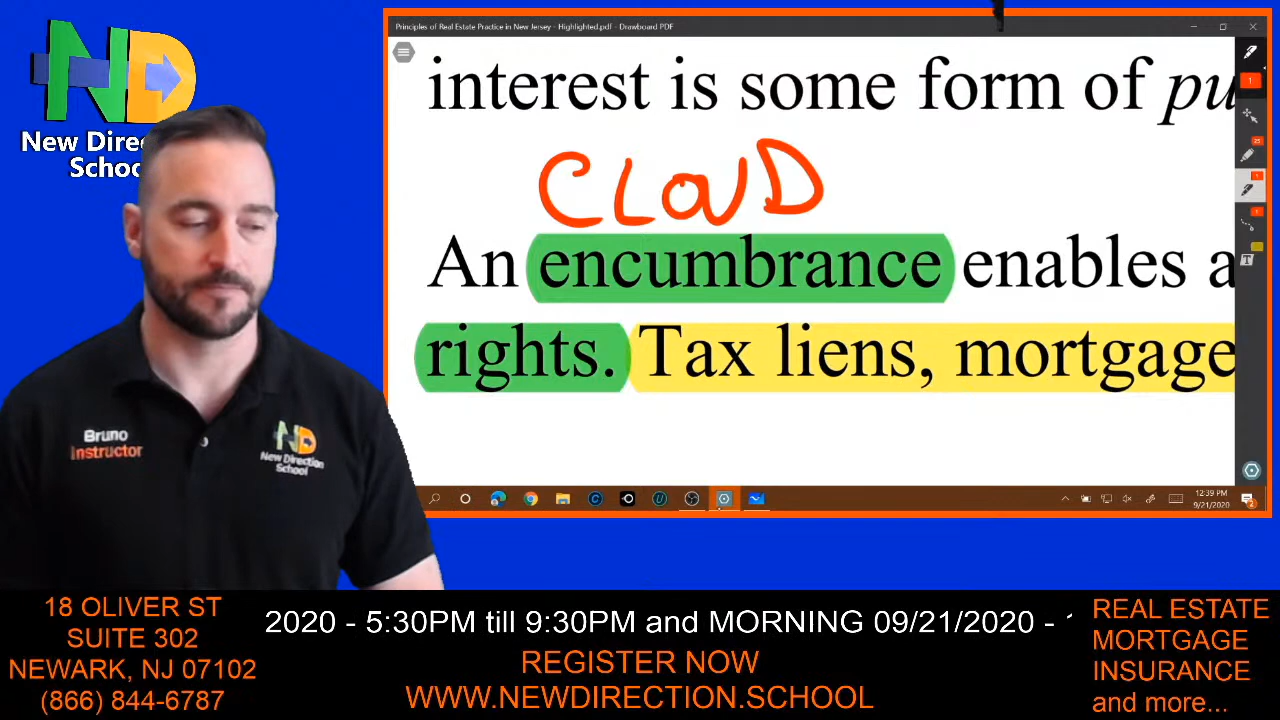 ND
New Direc
Schoo
Principles of Real Estate Practice in New Jersey - Highlighted.pdf - Drawboard PDF
interest is some form of pu
CLOUD
An encumbrance enables a
rights. Tax liens, mortgage
12:39 PM
9/21/2020
Bruno
Instructor
ND
New Direction
School
18 OLIVER ST
SUITE 302
NEWARK, NJ 07102
(866) 844-6787
2020 - 5:30PM till 9:30PM and MORNING 09/21/2020 -
REGISTER NOW
WWW.NEWDIRECTION.SCHOOL
REAL ESTATE
MORTGAGE
INSURANCE
and more...